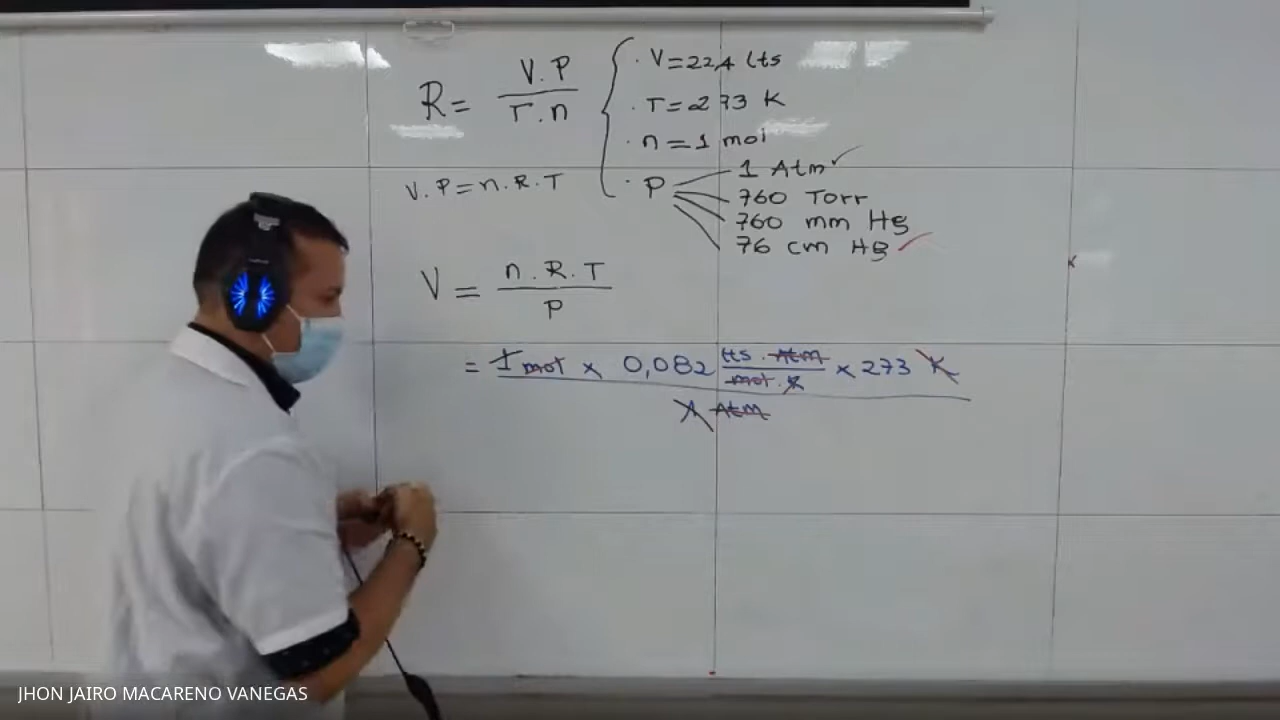 R = V.P / T.n
· V = 22,4 lts
· T = 273 K
· n = 1 mol
· P
1 Atm ✓
760 Torr
760 mm Hg
76 cm Hg ✓
V.P = n.R.T
V = n.R.T / P
= 1 mol x 0,082 lts . Atm / mol . K x 273 K
1 Atm
JHON JAIRO MACARENO VANEGAS